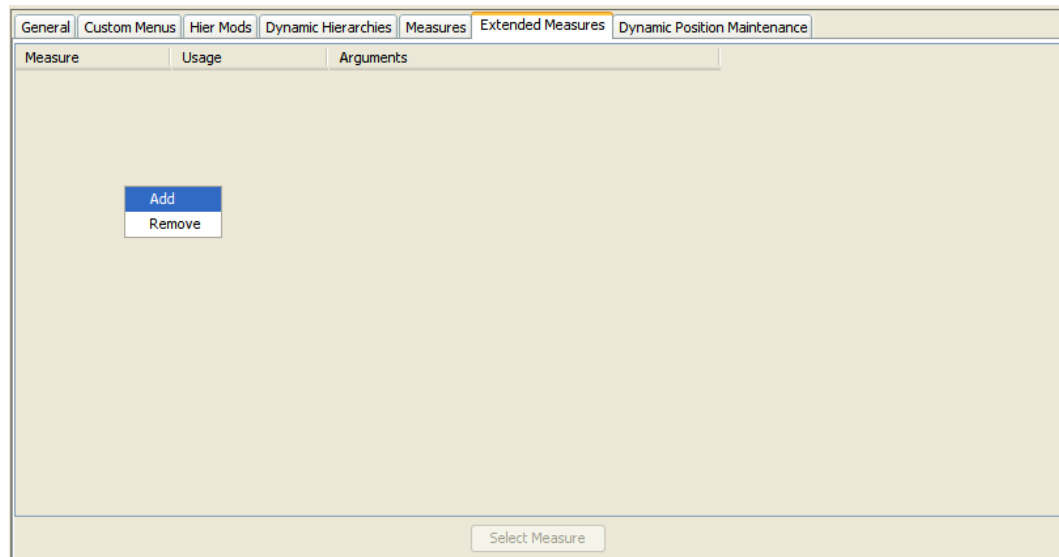 General Custom Menus Hier Mods Dynamic Hierarchies Measures Extended Measures Dynamic Position Maintenance
Measure Usage Arguments
Add
Remove
Select Measure